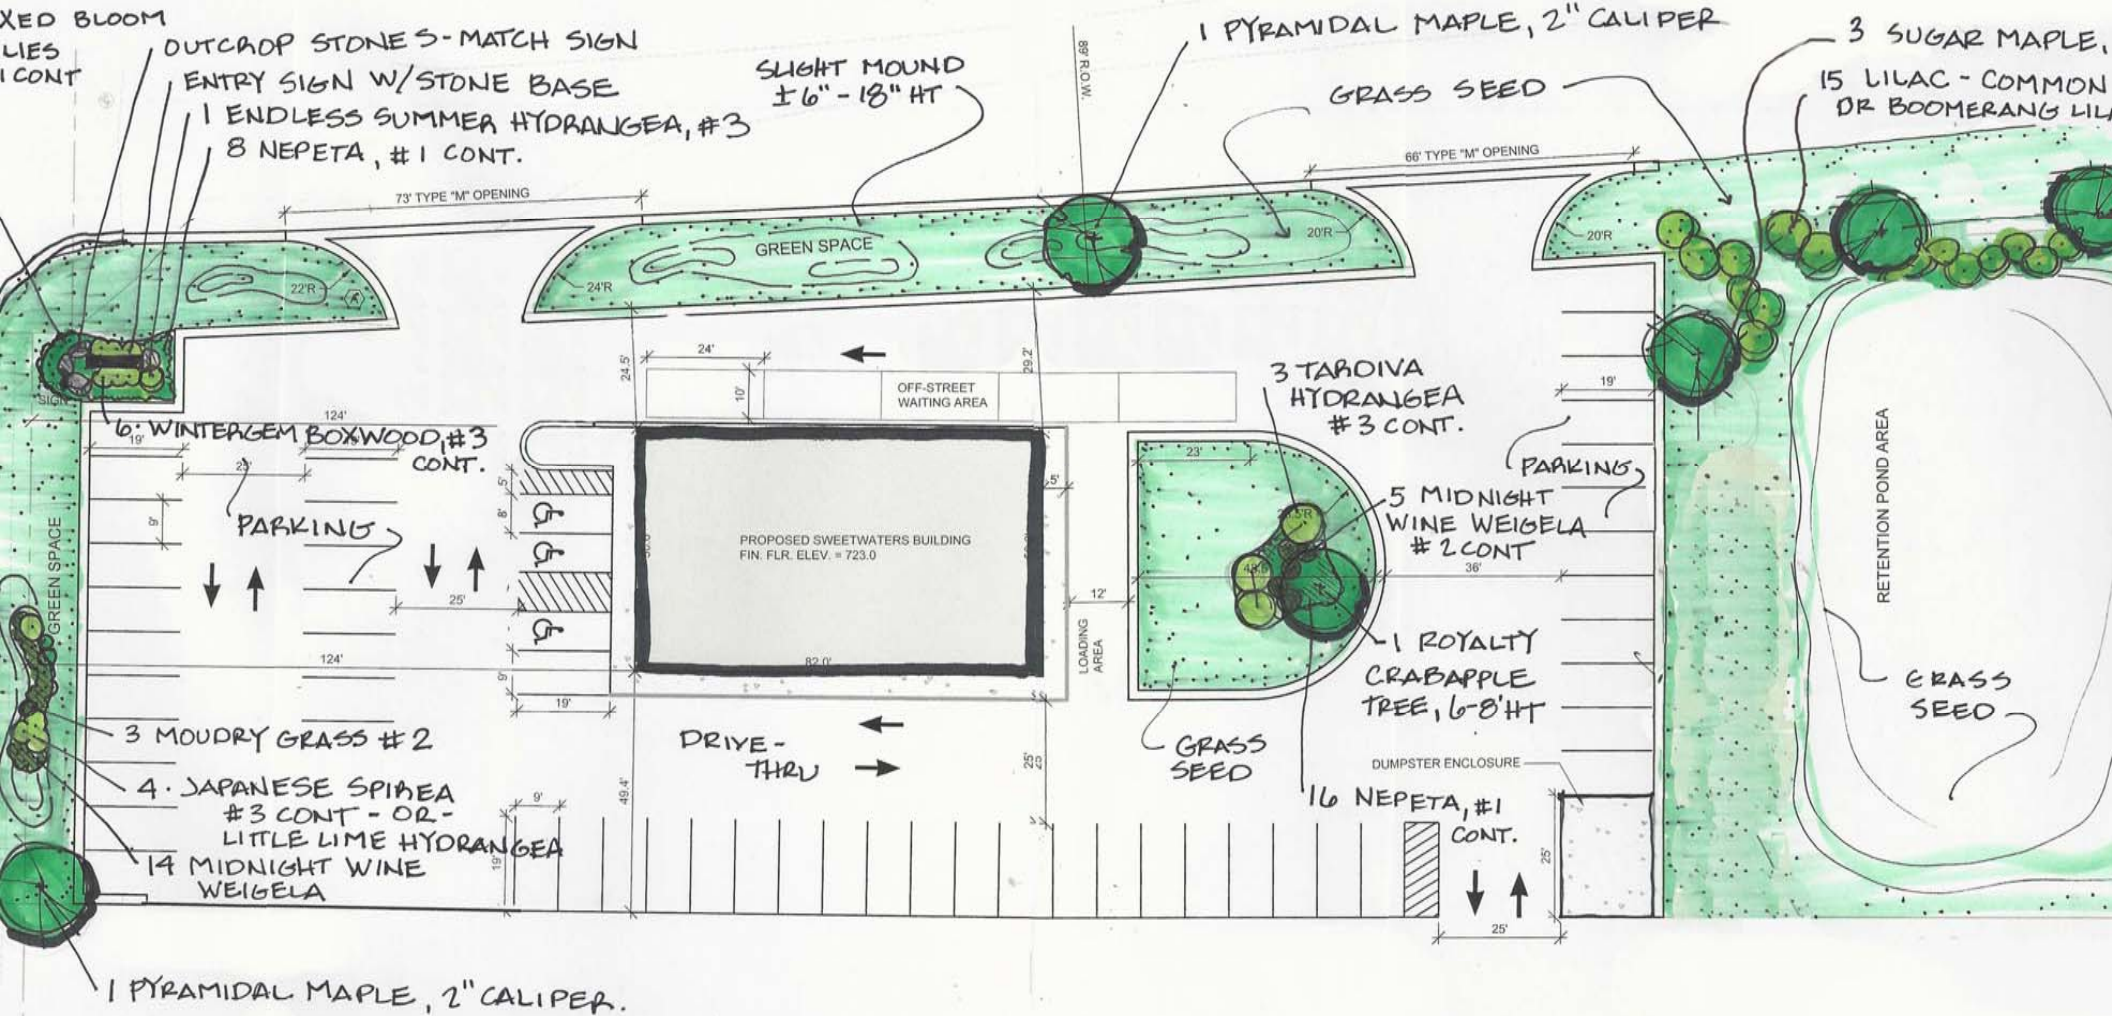 XED BLOOM
LIES
1 CONT
OUTCROP STONES-MATCH SIGN
ENTRY SIGN W/STONE BASE
1 ENDLESS SUMMER HYDRANGEA, #3
8 NEPETA, #1 CONT.
SLIGHT MOUND
±6"-18" HT
89' R.O.W.
1 PYRAMIDAL MAPLE, 2" CALIPER
GRASS SEED
3 SUGAR MAPLE,
15 LILAC - COMMON
OR BOOMERANG LIL
73' TYPE "M" OPENING
66' TYPE "M" OPENING
GREEN SPACE
22'R
24'R
20'R
20'R
SIGN
24.5'
24'
10'
29.2'
OFF-STREET
WAITING AREA
124'
19'
23'
6. WINTERGEM BOXWOOD, #3
CONT.
3 TARDIVA
HYDRANGEA
#3 CONT.
19'
PARKING
RETENTION POND AREA
23'
5'
5'
8'
9'
PARKING
5 MIDNIGHT
WINE WEIGELA
#2 CONT
36'
GREEN SPACE
PROPOSED SWEETWATERS BUILDING
FIN. FLR. ELEV. = 723.0
25'
12'
LOADING
AREA
124'
82.0'
9'
19'
1 ROYALTY
CRABAPPLE
TREE, 6-8' HT
GRASS
SEED
3 MOUDRY GRASS #2
4. JAPANESE SPIREA
#3 CONT - OR -
LITTLE LIME HYDRANGEA
14 MIDNIGHT WINE
WEIGELA
DRIVE-
THRU
GRASS
SEED
DUMPSTER ENCLOSURE
16 NEPETA, #1
CONT.
9'
19'
49.4'
25'
25'
25'
25'
1 PYRAMIDAL MAPLE, 2" CALIPER.